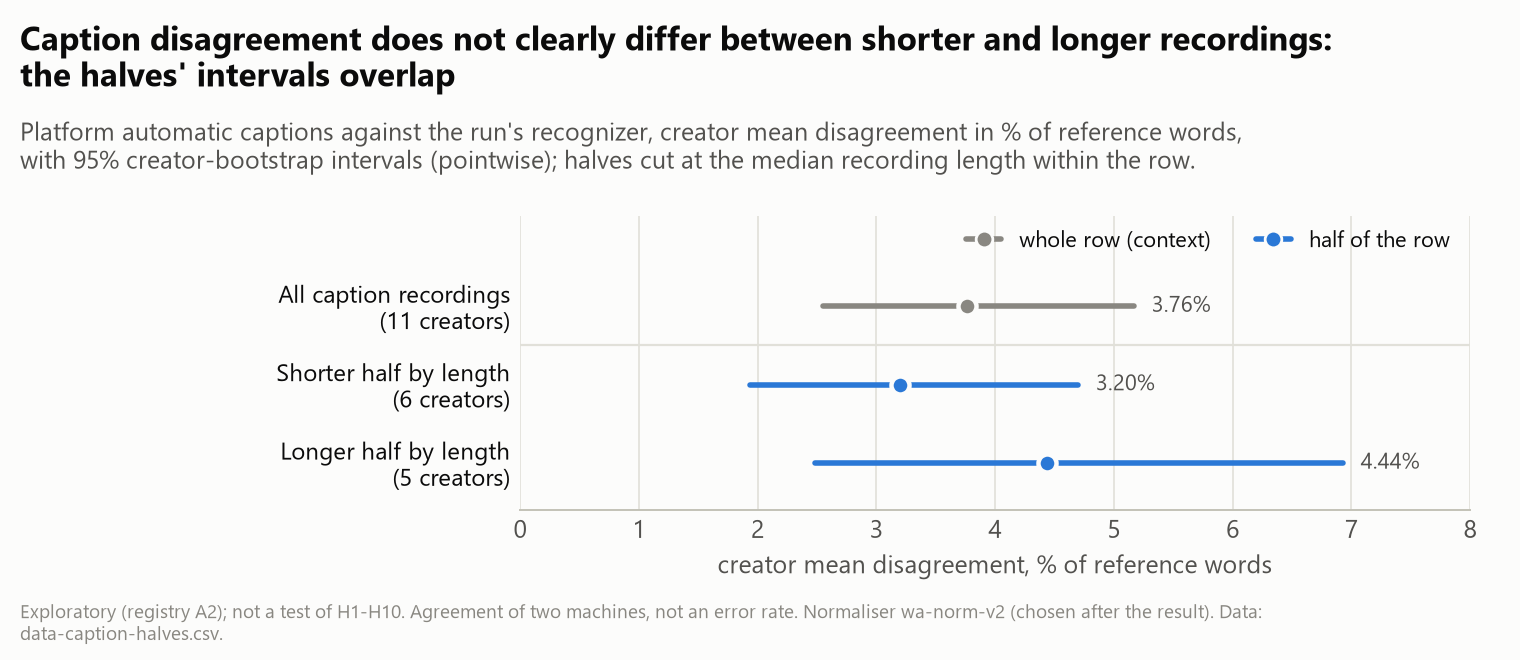 Caption disagreement does not clearly differ between shorter and longer recordings:
the halves' intervals overlap
Platform automatic captions against the run's recognizer, creator mean disagreement in % of reference words,
with 95% creator-bootstrap intervals (pointwise); halves cut at the median recording length within the row.
whole row (context)
half of the row
All caption recordings
(11 creators)
3.76%
Shorter half by length
(6 creators)
3.20%
Longer half by length
(5 creators)
4.44%
0 1 2 3 4 5 6 7 8
creator mean disagreement, % of reference words
Exploratory (registry A2); not a test of H1-H10. Agreement of two machines, not an error rate. Normaliser wa-norm-v2 (chosen after the result). Data:
data-caption-halves.csv.